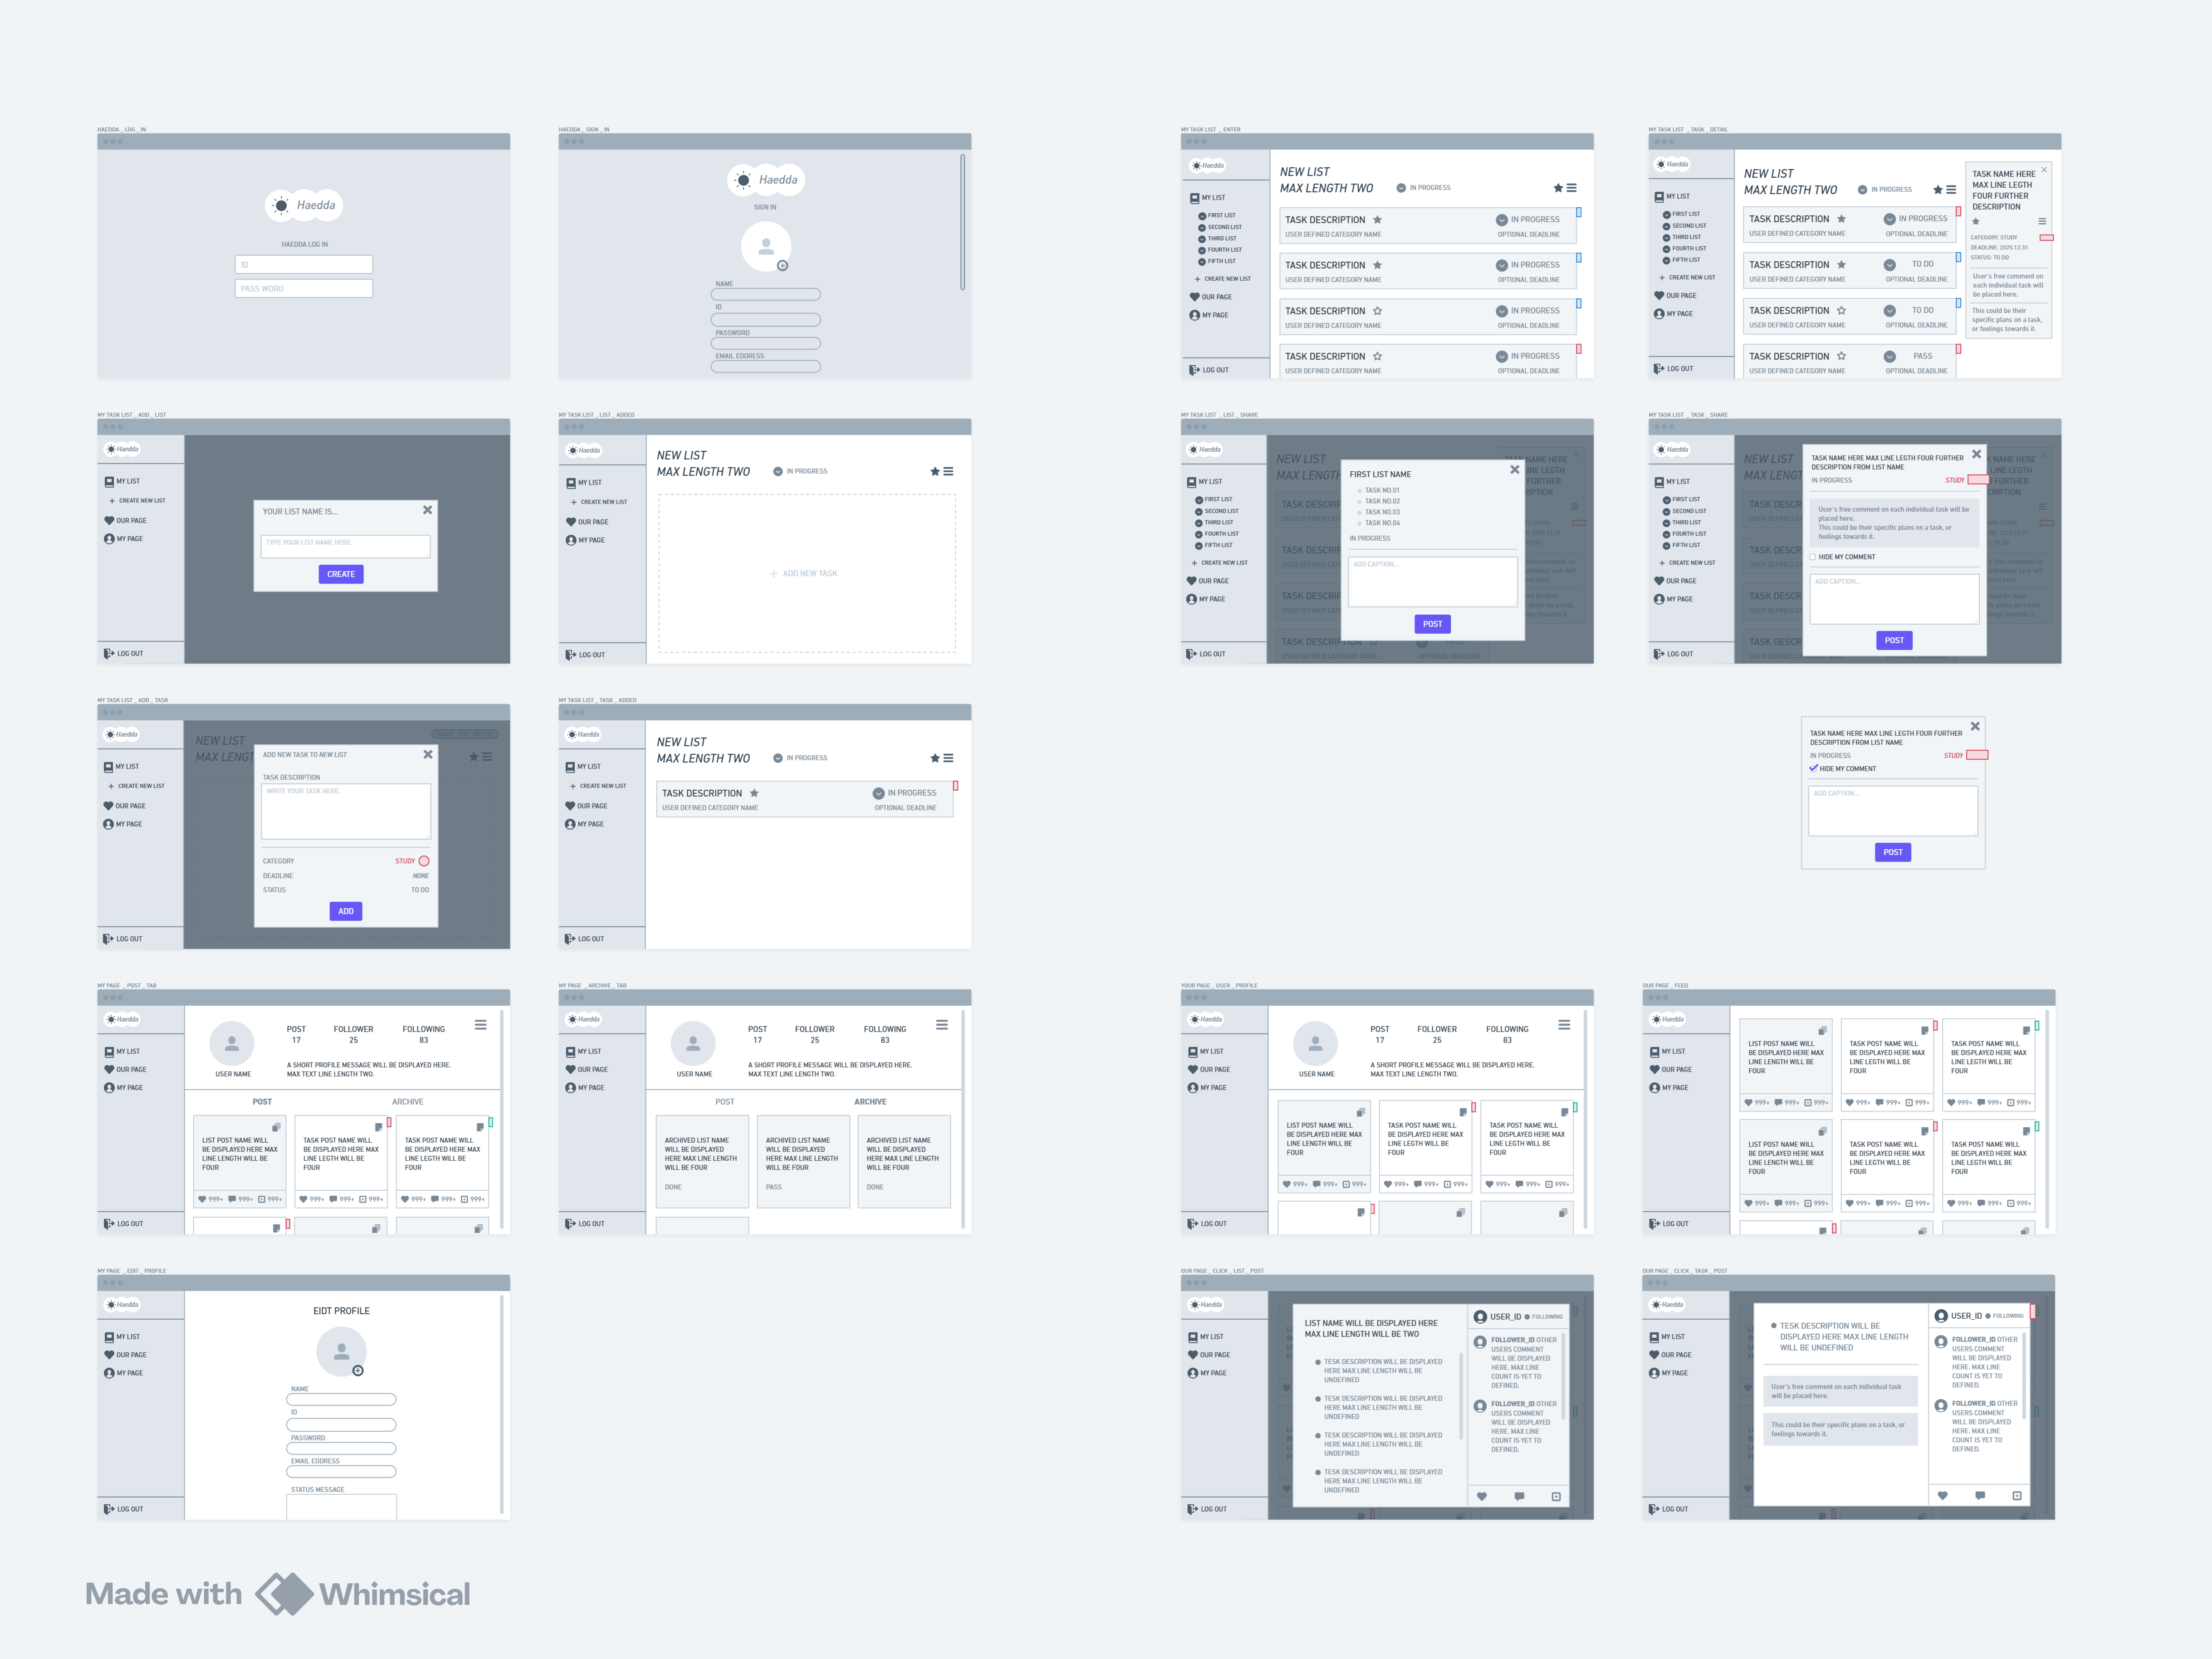 HAEDDA _ LOG _ IN
Haedda
HAEDDA LOG IN
ID
PASS WORD
HAEDDA _ SIGN _ IN
Haedda
SIGN IN
NAME
ID
PASSWORD
EMAIL EDDRESS
MY TASK LIST _ ENTER
Haedda
MY LIST
FIRST LIST
SECOND LIST
THIRD LIST
FOURTH LIST
FIFTH LIST
+ CREATE NEW LIST
OUR PAGE
MY PAGE
LOG OUT
NEW LIST
MAX LENGTH TWO
IN PROGRESS
TASK DESCRIPTION
IN PROGRESS
USER DEFINED CATEGORY NAME
OPTIONAL DEADLINE
TASK DESCRIPTION
IN PROGRESS
USER DEFINED CATEGORY NAME
OPTIONAL DEADLINE
TASK DESCRIPTION
IN PROGRESS
USER DEFINED CATEGORY NAME
OPTIONAL DEADLINE
TASK DESCRIPTION
IN PROGRESS
USER DEFINED CATEGORY NAME
OPTIONAL DEADLINE
MY TASK LIST _ TASK _ DETAIL
Haedda
MY LIST
FIRST LIST
SECOND LIST
THIRD LIST
FOURTH LIST
FIFTH LIST
+ CREATE NEW LIST
OUR PAGE
MY PAGE
LOG OUT
NEW LIST
MAX LENGTH TWO
IN PROGRESS
TASK DESCRIPTION
IN PROGRESS
USER DEFINED CATEGORY NAME
OPTIONAL DEADLINE
TASK DESCRIPTION
TO DO
USER DEFINED CATEGORY NAME
OPTIONAL DEADLINE
TASK DESCRIPTION
TO DO
USER DEFINED CATEGORY NAME
OPTIONAL DEADLINE
TASK DESCRIPTION
PASS
USER DEFINED CATEGORY NAME
OPTIONAL DEADLINE
TASK NAME HERE
MAX LINE LEGTH
FOUR FURTHER
DESCRIPTION
CATEGORY: STUDY
DEADLINE: 2025.12.31
STATUS: TO DO
User's free comment on
each individual task will
be placed here.
This could be their
specific plans on a task,
or feelings towards it.
MY TASK LIST _ ADD _ LIST
Haedda
MY LIST
+ CREATE NEW LIST
OUR PAGE
MY PAGE
LOG OUT
YOUR LIST NAME IS...
TYPE YOUR LIST NAME HERE.
CREATE
MY TASK LIST _ LIST _ ADDED
Haedda
MY LIST
+ CREATE NEW LIST
OUR PAGE
MY PAGE
LOG OUT
NEW LIST
MAX LENGTH TWO
IN PROGRESS
+ ADD NEW TASK
MY TASK LIST _ LIST _ SHARE
Haedda
MY LIST
FIRST LIST
SECOND LIST
THIRD LIST
FOURTH LIST
FIFTH LIST
+ CREATE NEW LIST
OUR PAGE
MY PAGE
LOG OUT
FIRST LIST NAME
TASK NO.01
TASK NO.02
TASK NO.03
TASK NO.04
IN PROGRESS
ADD CAPTION...
POST
MY TASK LIST _ TASK _ SHARE
Haedda
MY LIST
FIRST LIST
SECOND LIST
THIRD LIST
FOURTH LIST
FIFTH LIST
+ CREATE NEW LIST
OUR PAGE
MY PAGE
LOG OUT
TASK NAME HERE MAX LINE LEGTH FOUR FURTHER
DESCRIPTION FROM LIST NAME
IN PROGRESS
STUDY
User's free comment on each individual task will be
placed here.
This could be their specific plans on a task, or
feelings towards it.
HIDE MY COMMENT
ADD CAPTION...
POST
MY TASK LIST _ ADD _ TASK
Haedda
MY LIST
+ CREATE NEW LIST
OUR PAGE
MY PAGE
LOG OUT
NEW LIST
MAX LENGT
ADD NEW TASK TO NEW LIST
TASK DESCRIPTION
WRITE YOUR TASK HERE.
CATEGORY
STUDY
DEADLINE
NONE
STATUS
TO DO
ADD
MY TASK LIST _ TASK _ ADDED
Haedda
MY LIST
+ CREATE NEW LIST
OUR PAGE
MY PAGE
LOG OUT
NEW LIST
MAX LENGTH TWO
IN PROGRESS
TASK DESCRIPTION
IN PROGRESS
USER DEFINED CATEGORY NAME
OPTIONAL DEADLINE
TASK NAME HERE MAX LINE LEGTH FOUR FURTHER
DESCRIPTION FROM LIST NAME
IN PROGRESS
STUDY
HIDE MY COMMENT
ADD CAPTION...
POST
MY PAGE _ POST _ TAB
Haedda
MY LIST
OUR PAGE
MY PAGE
LOG OUT
USER NAME
POST FOLLOWER FOLLOWING
17 25 83
A SHORT PROFILE MESSAGE WILL BE DISPLAYED HERE.
MAX TEXT LINE LENGTH TWO.
POST ARCHIVE
LIST POST NAME WILL
BE DISPLAYED HERE MAX
LINE LENGTH WILL BE
FOUR
999+ 999+ 999+
TASK POST NAME WILL
BE DISPLAYED HERE MAX
LINE LEGTH WILL BE
FOUR
999+ 999+ 999+
TASK POST NAME WILL
BE DISPLAYED HERE MAX
LINE LEGTH WILL BE
FOUR
999+ 999+ 999+
MY PAGE _ ARCHIVE _ TAB
Haedda
MY LIST
OUR PAGE
MY PAGE
LOG OUT
USER NAME
POST FOLLOWER FOLLOWING
17 25 83
A SHORT PROFILE MESSAGE WILL BE DISPLAYED HERE.
MAX TEXT LINE LENGTH TWO.
POST ARCHIVE
ARCHIVED LIST NAME
WILL BE DISPLAYED
HERE MAX LINE LENGTH
WILL BE FOUR
DONE
ARCHIVED LIST NAME
WILL BE DISPLAYED
HERE MAX LINE LENGTH
WILL BE FOUR
PASS
ARCHIVED LIST NAME
WILL BE DISPLAYED
HERE MAX LINE LENGTH
WILL BE FOUR
DONE
YOUR PAGE _ USER _ PROFILE
Haedda
MY LIST
OUR PAGE
MY PAGE
LOG OUT
USER NAME
POST FOLLOWER FOLLOWING
17 25 83
A SHORT PROFILE MESSAGE WILL BE DISPLAYED HERE.
MAX TEXT LINE LENGTH TWO.
LIST POST NAME WILL
BE DISPLAYED HERE MAX
LINE LENGTH WILL BE
FOUR
999+ 999+ 999+
TASK POST NAME WILL
BE DISPLAYED HERE MAX
LINE LEGTH WILL BE
FOUR
999+ 999+ 999+
TASK POST NAME WILL
BE DISPLAYED HERE MAX
LINE LEGTH WILL BE
FOUR
999+ 999+ 999+
OUR PAGE _ FEED
Haedda
MY LIST
OUR PAGE
MY PAGE
LOG OUT
LIST POST NAME WILL
BE DISPLAYED HERE MAX
LINE LENGTH WILL BE
FOUR
999+ 999+ 999+
TASK POST NAME WILL
BE DISPLAYED HERE MAX
LINE LEGTH WILL BE
FOUR
999+ 999+ 999+
TASK POST NAME WILL
BE DISPLAYED HERE MAX
LINE LEGTH WILL BE
FOUR
999+ 999+ 999+
LIST POST NAME WILL
BE DISPLAYED HERE MAX
LINE LENGTH WILL BE
FOUR
999+ 999+ 999+
TASK POST NAME WILL
BE DISPLAYED HERE MAX
LINE LEGTH WILL BE
FOUR
999+ 999+ 999+
TASK POST NAME WILL
BE DISPLAYED HERE MAX
LINE LEGTH WILL BE
FOUR
999+ 999+ 999+
MY PAGE _ EDIT _ PROFILE
Haedda
MY LIST
OUR PAGE
MY PAGE
LOG OUT
EIDT PROFILE
NAME
ID
PASSWORD
EMAIL EDDRESS
STATUS MESSAGE
OUR PAGE _ CLICK _ LIST _ POST
Haedda
MY LIST
OUR PAGE
MY PAGE
LOG OUT
LIST NAME WILL BE DISPLAYED HERE
MAX LINE LENGTH WILL BE TWO
TESK DESCRIPTION WILL BE DISPLAYED
HERE MAX LINE LENGTH WILL BE
UNDEFINED
TESK DESCRIPTION WILL BE DISPLAYED
HERE MAX LINE LENGTH WILL BE
UNDEFINED
TESK DESCRIPTION WILL BE DISPLAYED
HERE MAX LINE LENGTH WILL BE
UNDEFINED
TESK DESCRIPTION WILL BE DISPLAYED
HERE MAX LINE LENGTH WILL BE
UNDEFINED
USER_ID FOLLOWING
FOLLOWER_ID OTHER
USERS COMMENT
WILL BE DISPLAYED
HERE. MAX LINE
COUNT IS YET TO
DEFINED.
FOLLOWER_ID OTHER
USERS COMMENT
WILL BE DISPLAYED
HERE. MAX LINE
COUNT IS YET TO
DEFINED.
OUR PAGE _ CLICK _ TASK _ POST
Haedda
MY LIST
OUR PAGE
MY PAGE
LOG OUT
TESK DESCRIPTION WILL BE
DISPLAYED HERE MAX LINE LENGTH
WILL BE UNDEFINED
User's free comment on each individual task
will be placed here.
This could be their specific plans on a task, or
feelings towards it.
USER_ID FOLLOWING
FOLLOWER_ID OTHER
USERS COMMENT
WILL BE DISPLAYED
HERE. MAX LINE
COUNT IS YET TO
DEFINED.
FOLLOWER_ID OTHER
USERS COMMENT
WILL BE DISPLAYED
HERE. MAX LINE
COUNT IS YET TO
DEFINED.
Made with Whimsical